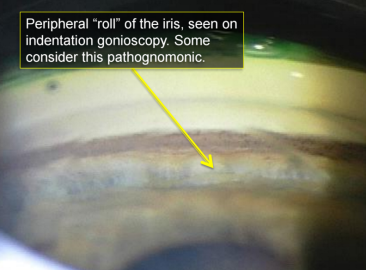 Peripheral “roll” of the iris, seen on
indentation gonioscopy. Some
consider this pathognomonic.